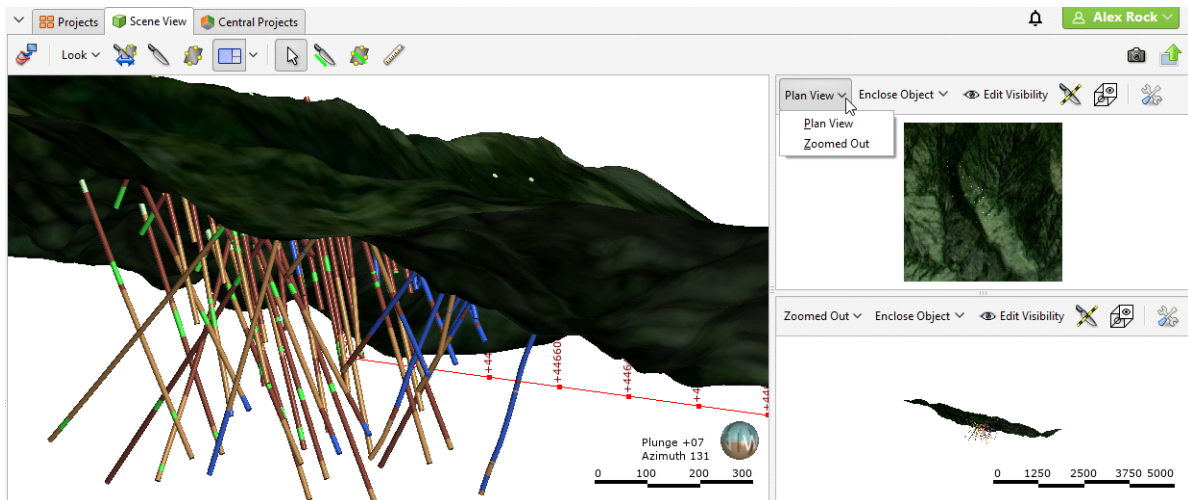 Projects
Scene View
Central Projects
Alex Rock
Look
Plan View
Enclose Object
Edit Visibility
Plan View
Zoomed Out
+44660
Plunge +07
Azimuth 131
0 100 200 300
Zoomed Out
Enclose Object
Edit Visibility
0 1250 2500 3750 5000